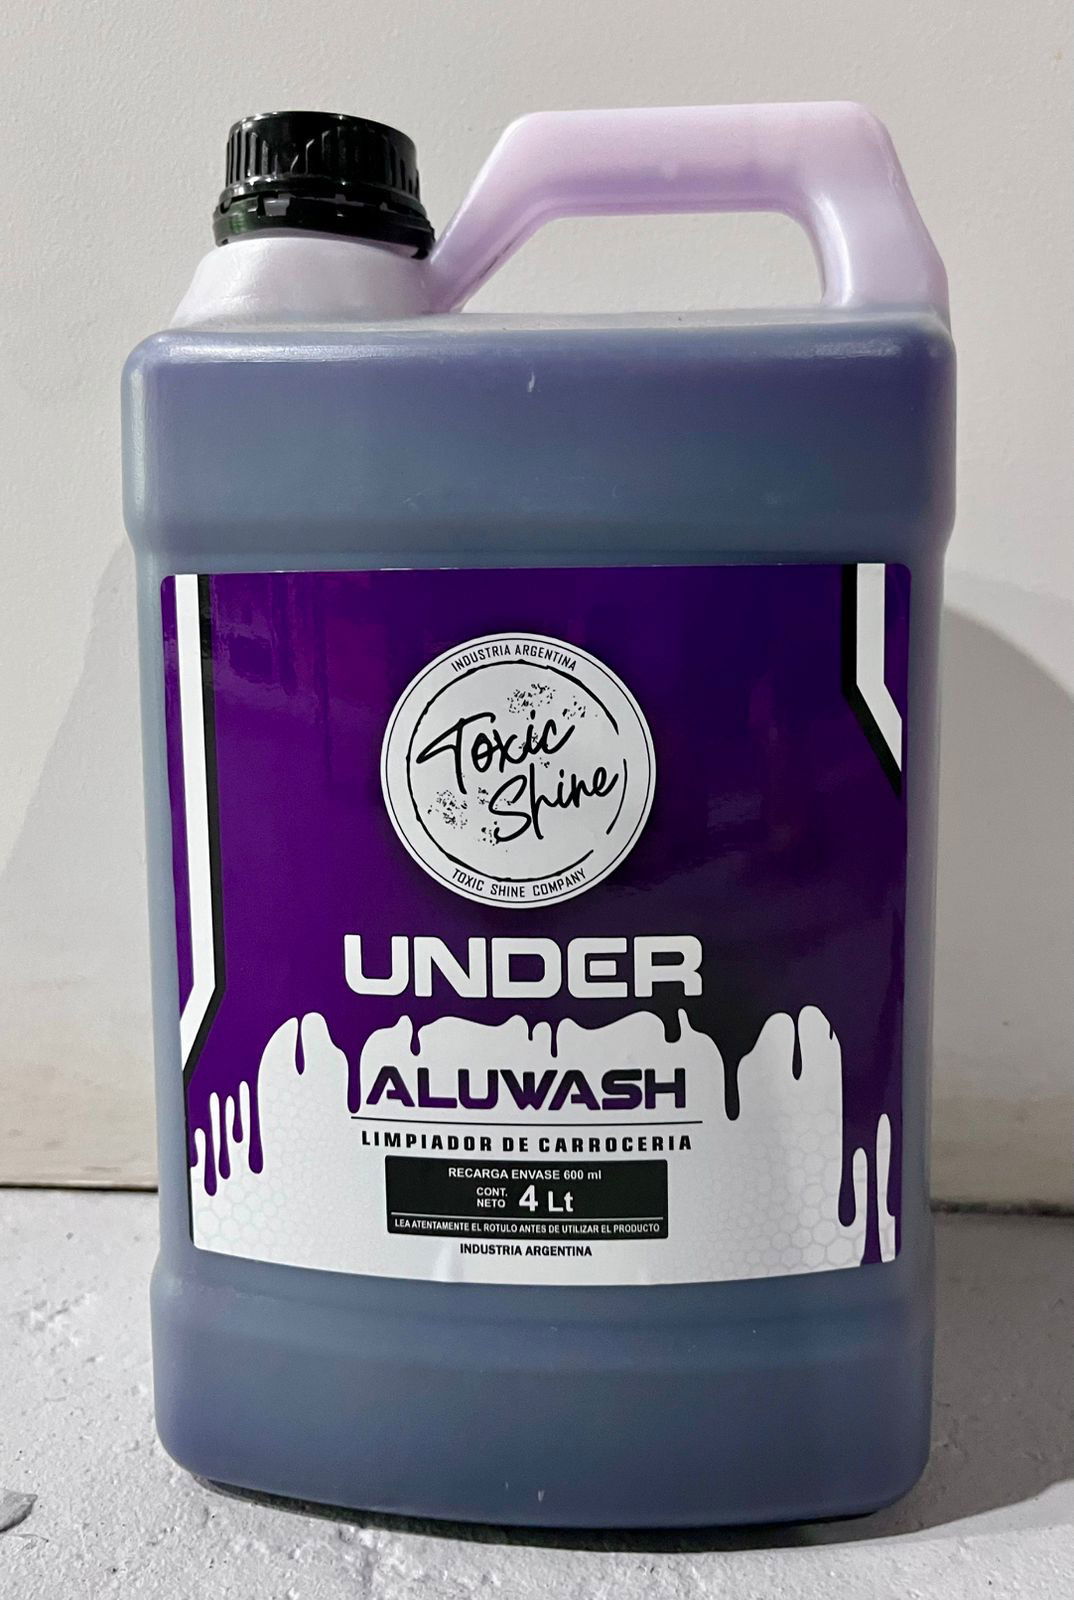 INDUSTRIA ARGENTINA
Toxic
Shine
TOXIC SHINE COMPANY
UNDER
ALUWASH
LIMPIADOR DE CARROCERIA
RECARGA ENVASE 600 ml
CONT. NETO 4 Lt
LEA ATENTAMENTE EL ROTULO ANTES DE UTILIZAR EL PRODUCTO
INDUSTRIA ARGENTINA